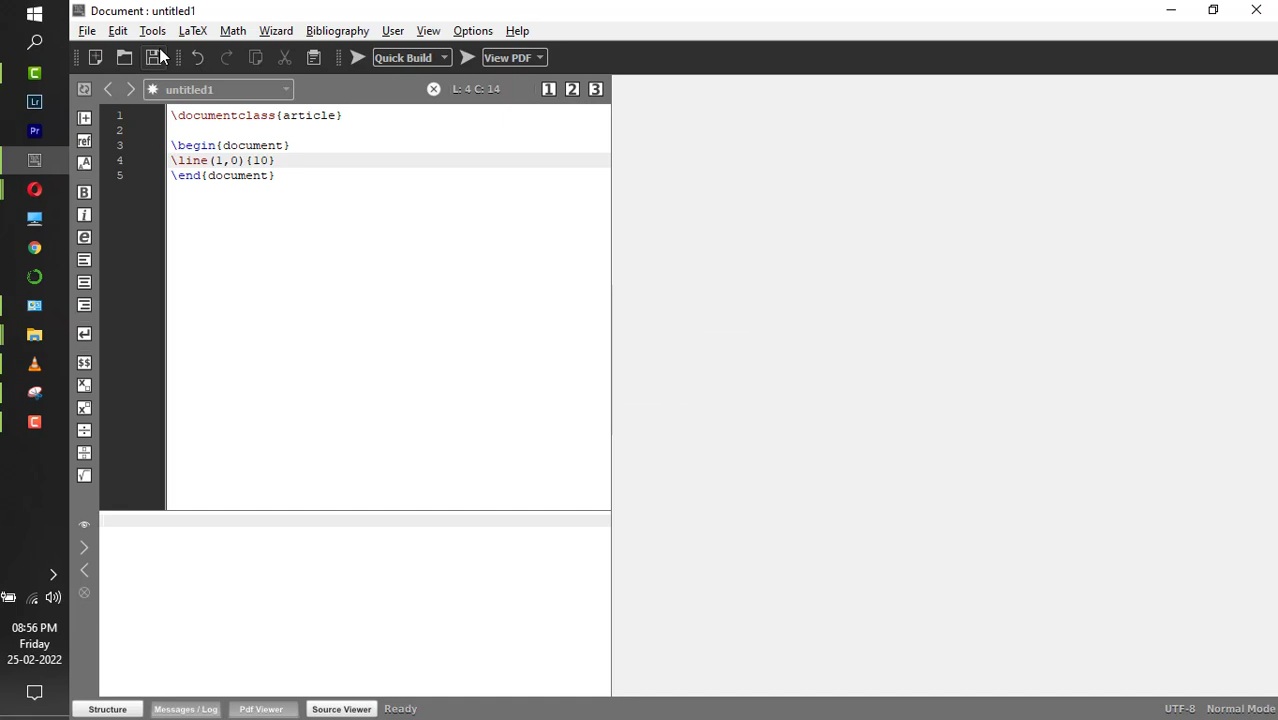 Document : untitled1
File Edit Tools LaTeX Math Wizard Bibliography User View Options Help
Quick Build View PDF
untitled1 L: 4 C: 14 1 2 3
1 \documentclass{article}
2
3 \begin{document}
4 \line(1,0){10}
5 \end{document}
ref
A
B
i
e
$$
x
x
Lr
Pr
08:56 PM
Friday
25-02-2022
Structure Messages / Log Pdf Viewer Source Viewer Ready UTF-8 Normal Mode